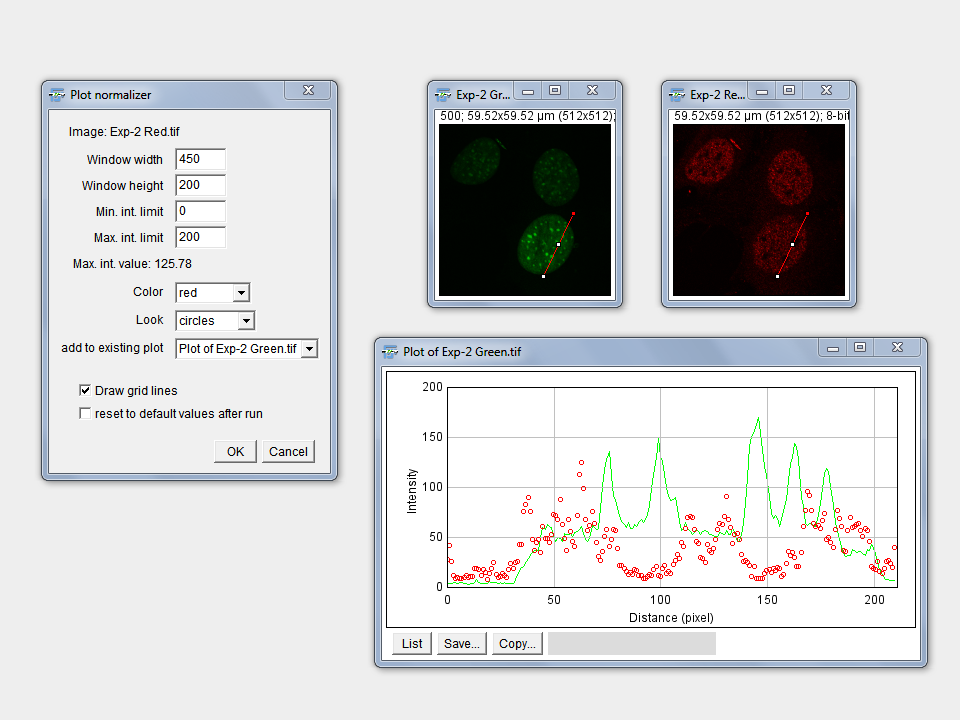 Plot normalizer
Image: Exp-2 Red.tif
Window width 450
Window height 200
Min. int. limit 0
Max. int. limit 200
Max. int. value: 125.78
Color red
Look circles
add to existing plot Plot of Exp-2 Green.tif
Draw grid lines
reset to default values after run
OK Cancel
Exp-2 Gr...
500; 59.52x59.52 µm (512x512);
Exp-2 Re...
59.52x59.52 µm (512x512); 8-bit
Plot of Exp-2 Green.tif
200
150
100
50
0
Intensity
0 50 100 150 200
Distance (pixel)
List Save... Copy...